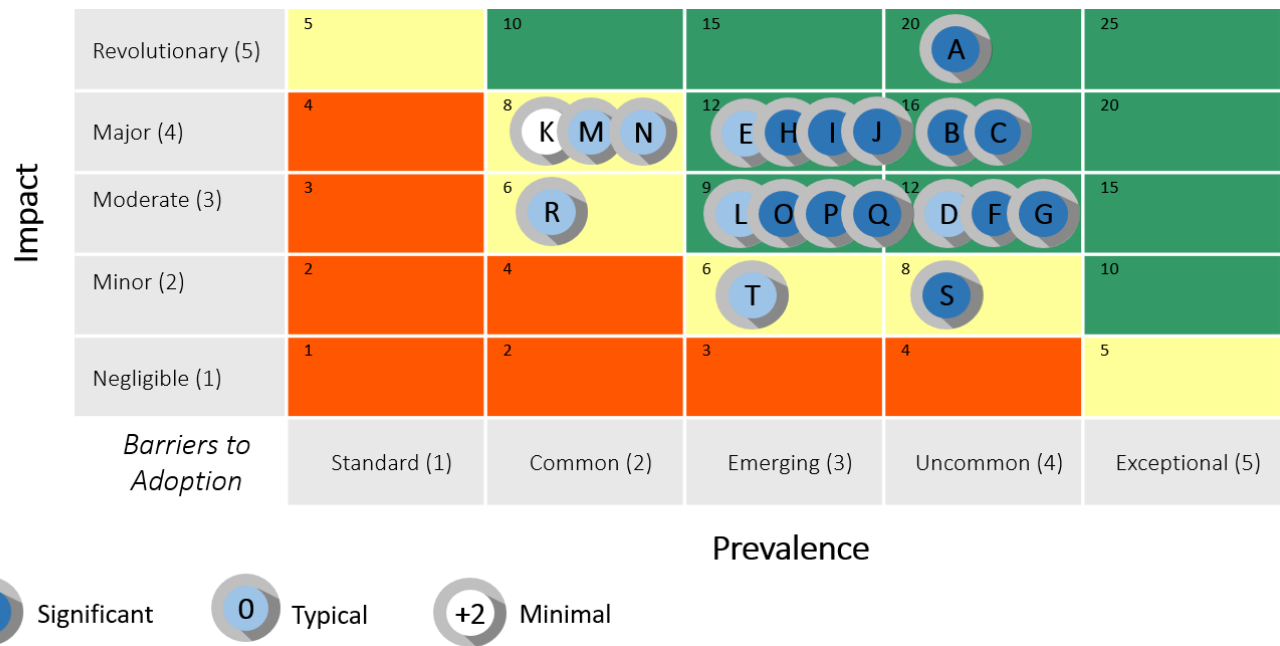 5 10 15 20 25
Revolutionary (5) A
4 8 12 16 20
Major (4) K M N E H I J B C
3 6 9 12 15
Moderate (3) R L O P Q D F G
2 4 6 8 10
Minor (2) T S
1 2 3 4 5
Negligible (1)
Impact
Barriers to
Adoption
Standard (1) Common (2) Emerging (3) Uncommon (4) Exceptional (5)
Prevalence
Significant 0 Typical +2 Minimal